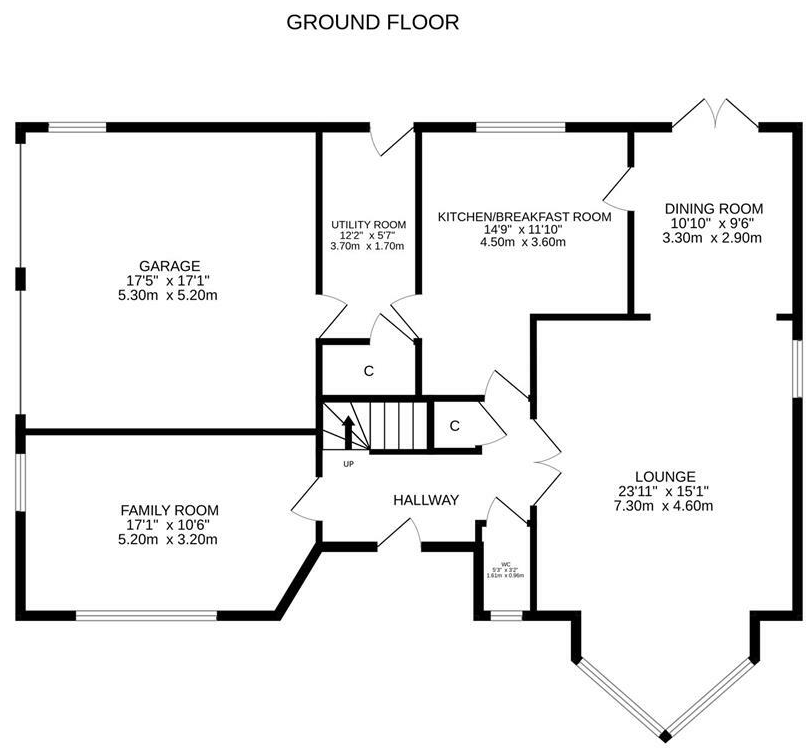 GROUND FLOOR
UTILITY ROOM
12'2" x 5'7"
3.70m x 1.70m
KITCHEN/BREAKFAST ROOM
14'9" x 11'10"
4.50m x 3.60m
DINING ROOM
10'10" x 9'6"
3.30m x 2.90m
GARAGE
17'5" x 17'1"
5.30m x 5.20m
C
C
UP
HALLWAY
LOUNGE
23'11" x 15'1"
7.30m x 4.60m
FAMILY ROOM
17'1" x 10'6"
5.20m x 3.20m
WC
5'3" x 3'2"
1.61m x 0.96m